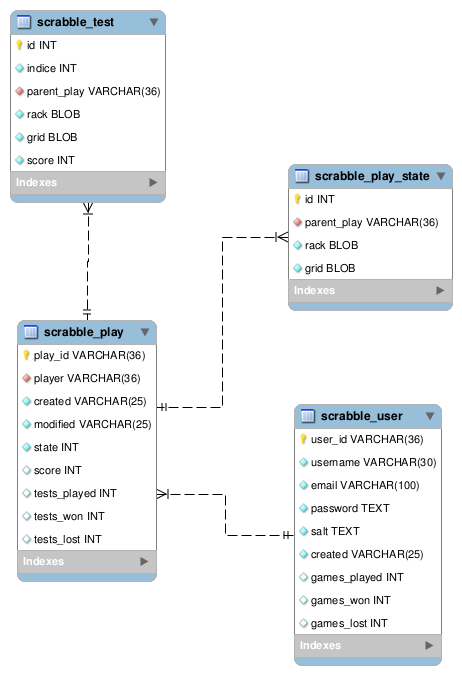 scrabble_test
id INT
indice INT
parent_play VARCHAR(36)
rack BLOB
grid BLOB
score INT
Indexes
scrabble_play_state
id INT
parent_play VARCHAR(36)
rack BLOB
grid BLOB
Indexes
scrabble_play
play_id VARCHAR(36)
player VARCHAR(36)
created VARCHAR(25)
modified VARCHAR(25)
state INT
score INT
tests_played INT
tests_won INT
tests_lost INT
Indexes
scrabble_user
user_id VARCHAR(36)
username VARCHAR(30)
email VARCHAR(100)
password TEXT
salt TEXT
created VARCHAR(25)
games_played INT
games_won INT
games_lost INT
Indexes